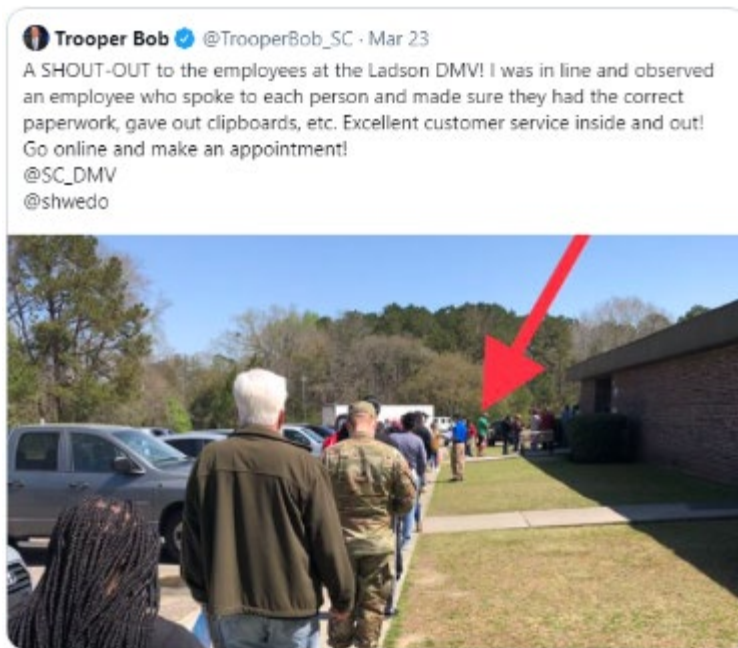 Trooper Bob @TrooperBob_SC · Mar 23
A SHOUT-OUT to the employees at the Ladson DMV! I was in line and observed
an employee who spoke to each person and made sure they had the correct
paperwork, gave out clipboards, etc. Excellent customer service inside and out!
Go online and make an appointment!
@SC_DMV
@shwedo